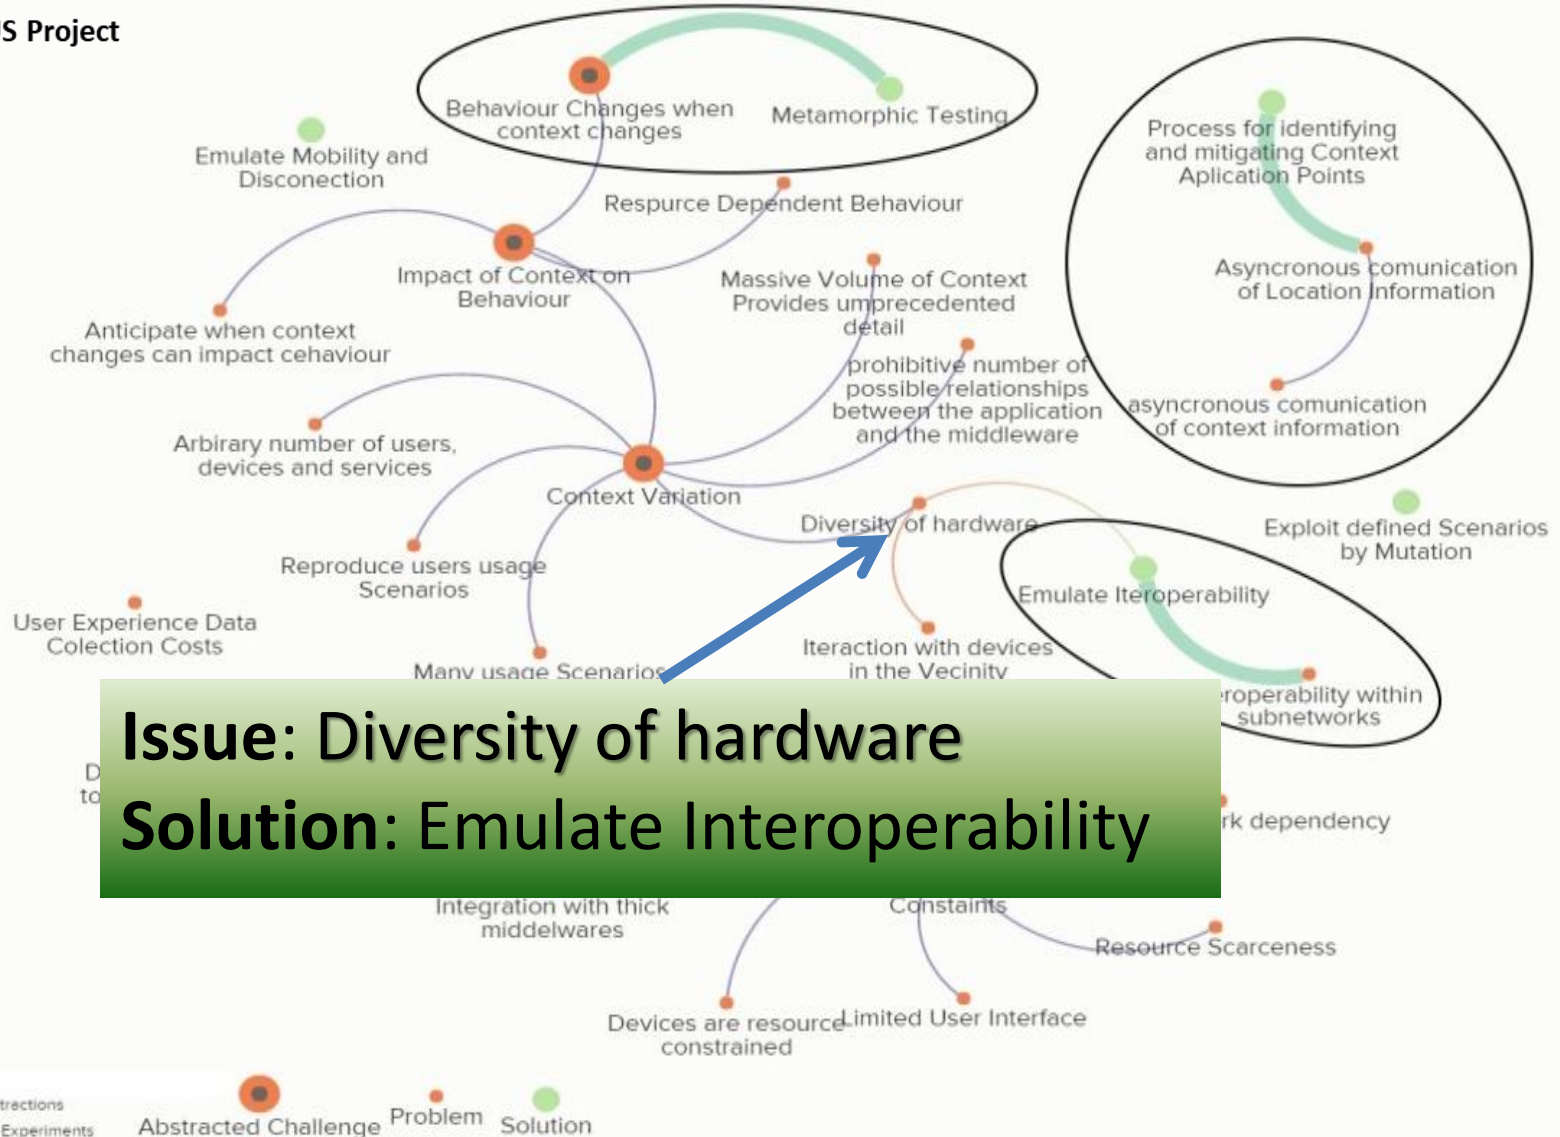 S Project
Behaviour Changes when
context changes
Metamorphic Testing
Process for identifying
and mitigating Context
Aplication Points
Emulate Mobility and
Disconection
Respurce Dependent Behaviour
Impact of Context on
Behaviour
Massive Volume of Context
Provides umprecedented
detail
Asyncronous comunication
of Location Information
Anticipate when context
changes can impact cehaviour
prohibitive number of
possible relationships
between the application
and the middleware
asyncronous comunication
of context information
Arbirary number of users,
devices and services
Context Variation
Diversity of hardware
Exploit defined Scenarios
by Mutation
Reproduce users usage
Scenarios
Emulate Iteroperability
User Experience Data
Colection Costs
Iteraction with devices
in the Vecinity
Many usage Scenarios
eroperability within
subnetworks
Issue: Diversity of hardware
Solution: Emulate Interoperability
D
to
rk dependency
Integration with thick
middelwares
Constaints
Resource Scarceness
Devices are resource
constrained
Limited User Interface
tractions
Experiments
Abstracted Challenge
Problem
Solution